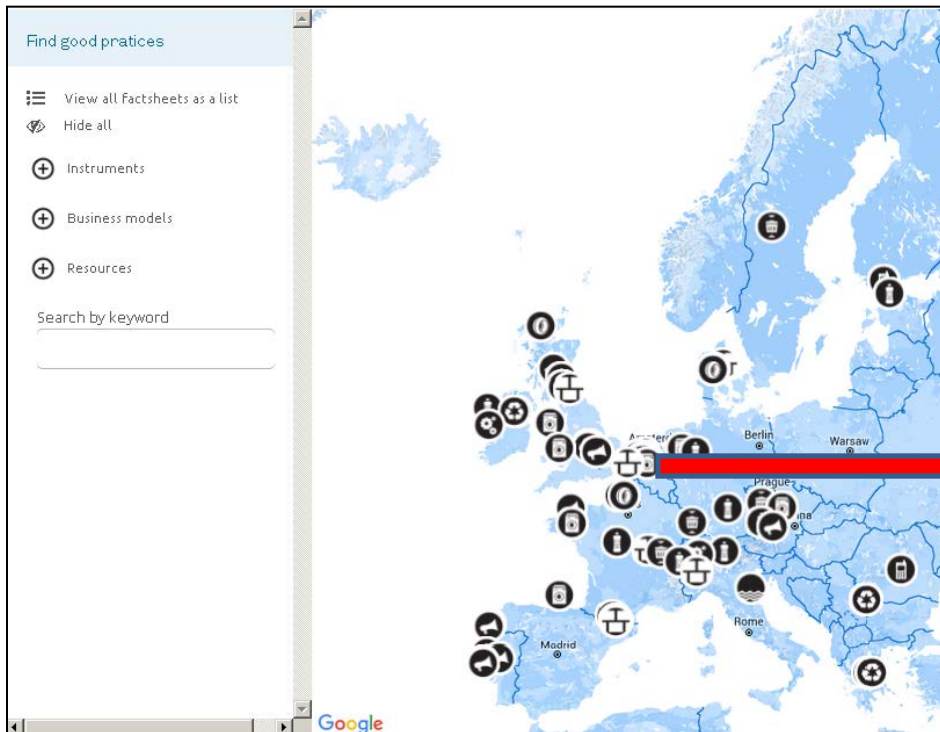 Find good pratices
View all factsheets as a list
Hide all
Instruments
Business models
Resources
Search by keyword
Berlin
Warsaw
Prague
Rome
Madrid
Google